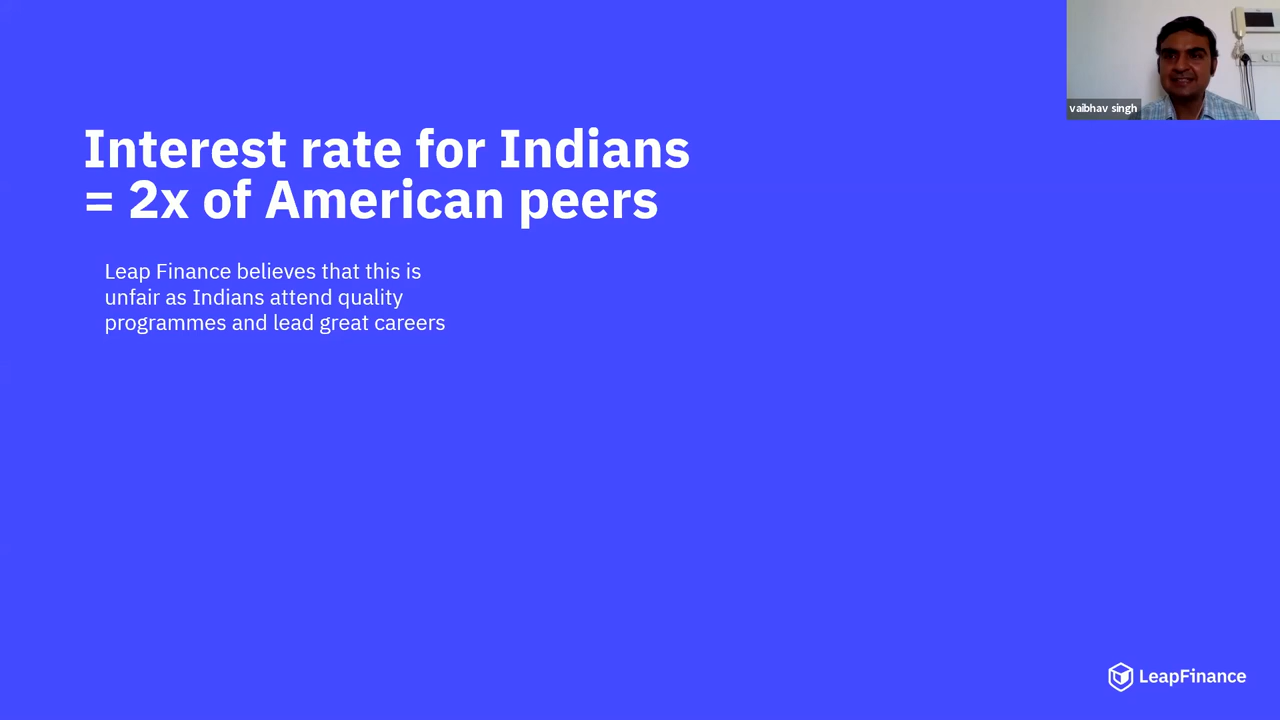 vaibhav singh
Interest rate for Indians
= 2x of American peers
Leap Finance believes that this is
unfair as Indians attend quality
programmes and lead great careers
LeapFinance